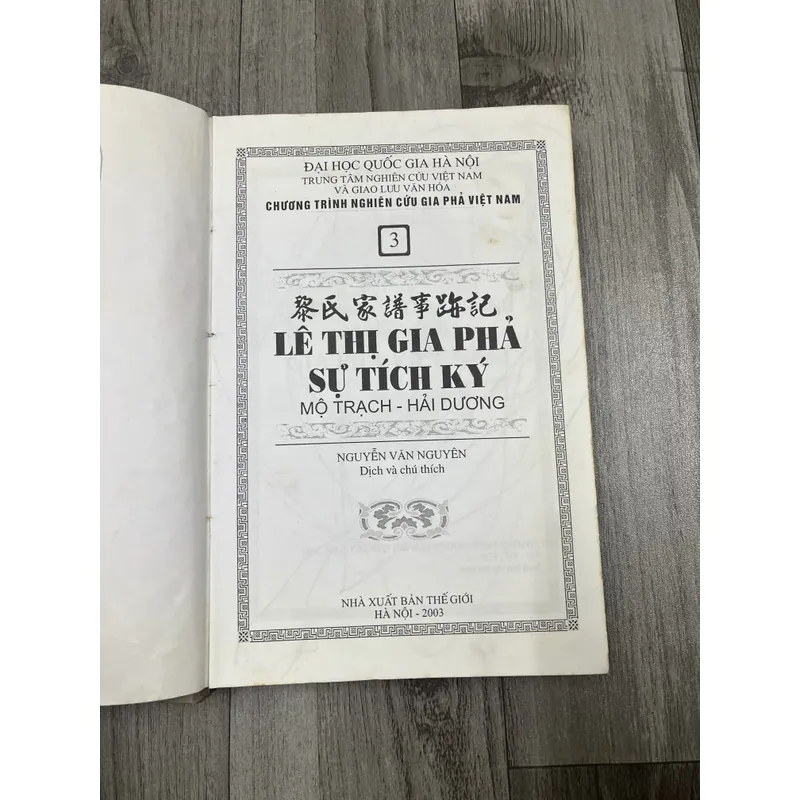 ĐẠI HỌC QUỐC GIA HÀ NỘI
TRUNG TÂM NGHIÊN CỨU VIỆT NAM
VÀ GIAO LƯU VĂN HÓA
CHƯƠNG TRÌNH NGHIÊN CỨU GIA PHẢ VIỆT NAM
3
黎氏家譜事跡記
LÊ THỊ GIA PHẢ
SỰ TÍCH KÝ
MỘ TRẠCH - HẢI DƯƠNG
NGUYỄN VĂN NGUYÊN
Dịch và chú thích
NHÀ XUẤT BẢN THẾ GIỚI
HÀ NỘI - 2003